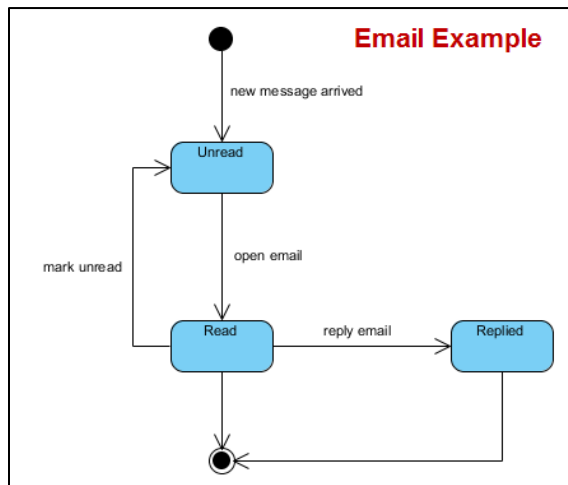 Email Example
new message arrived
Unread
mark unread
open email
Read
reply email
Replied